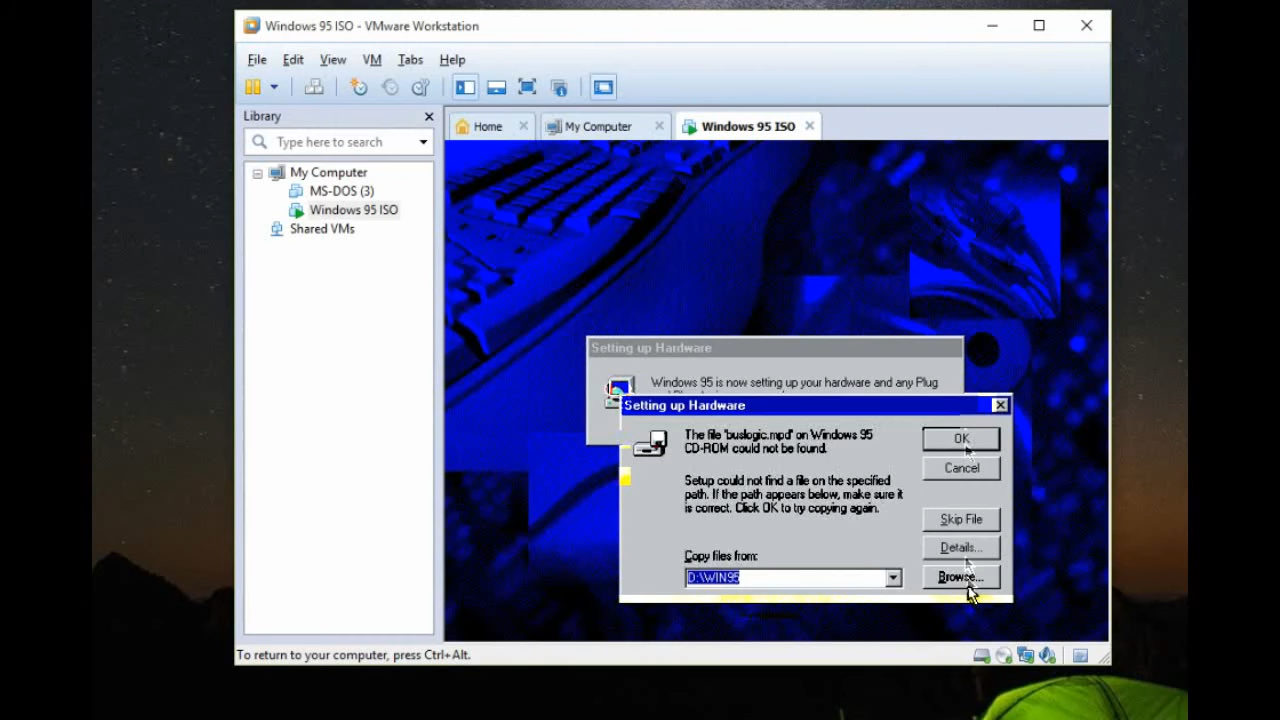 Windows 95 ISO - VMware Workstation
File Edit View VM Tabs Help
Library
Type here to search
My Computer
MS-DOS (3)
Windows 95 ISO
Shared VMs
Home
My Computer
Windows 95 ISO
Setting up Hardware
Windows 95 is now setting up your hardware and any Plug
Setting up Hardware
The file 'buslogic.mpd' on Windows 95
CD-ROM could not be found.
Setup could not find a file on the specified
path. If the path appears below, make sure it
is correct. Click OK to try copying again.
Copy files from:
D:\WIN95
OK
Cancel
Skip File
Details...
Browse...
To return to your computer, press Ctrl+Alt.